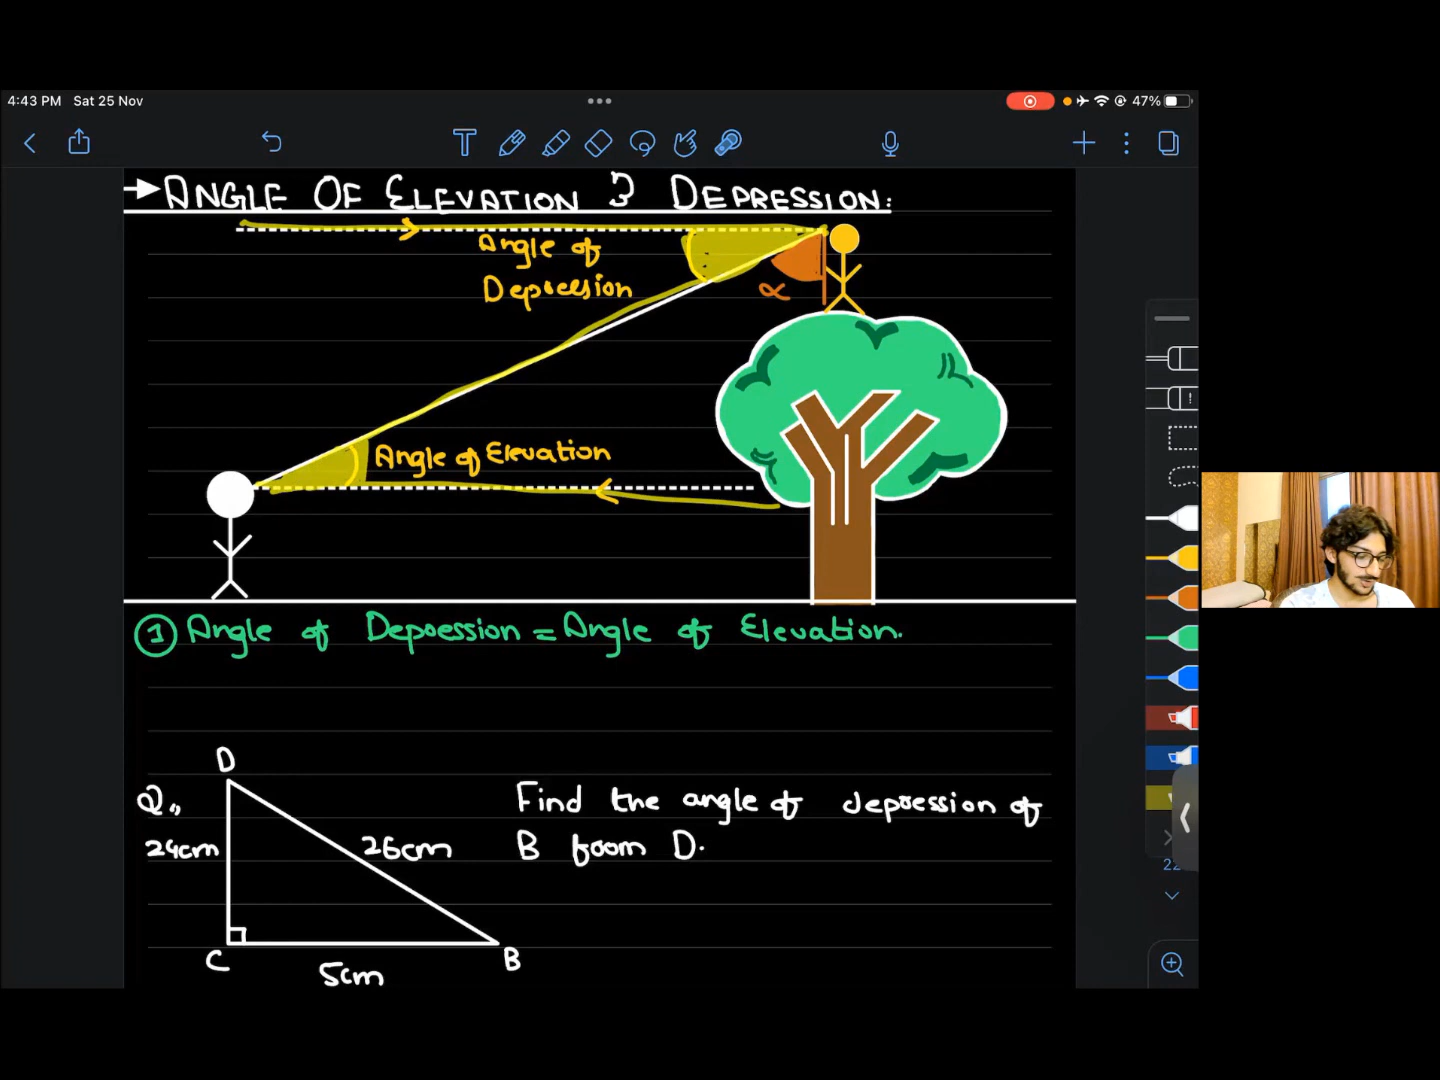 4:43 PM Sat 25 Nov
47%
T
ANGLE OF ELEVATION & DEPRESSION:
Angle of
Depression
α
Angle of Elevation
① Angle of Depression = Angle of Elevation.
D
Q,,
Find the angle of depression of
24cm
26cm
B from D.
C
B
5cm
22